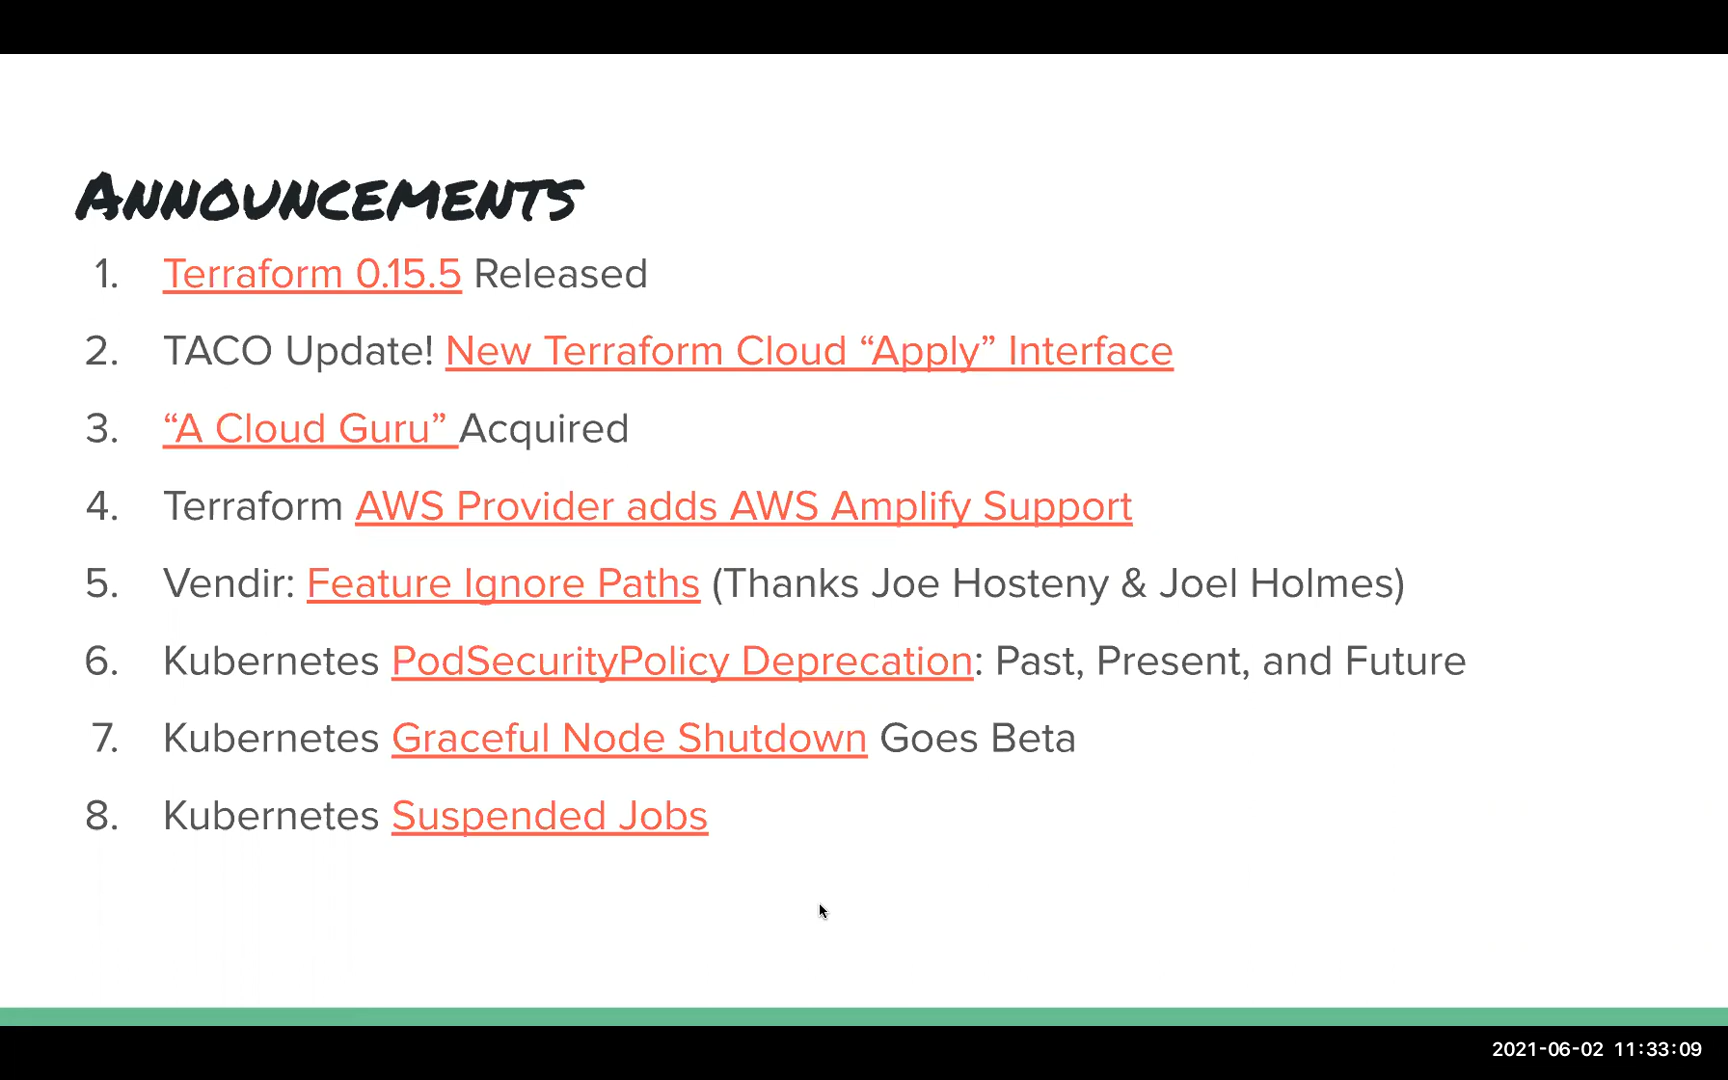 ANNOUNCEMENTS
1. Terraform 0.15.5 Released
2. TACO Update! New Terraform Cloud “Apply” Interface
3. “A Cloud Guru” Acquired
4. Terraform AWS Provider adds AWS Amplify Support
5. Vendir: Feature Ignore Paths (Thanks Joe Hosteny & Joel Holmes)
6. Kubernetes PodSecurityPolicy Deprecation: Past, Present, and Future
7. Kubernetes Graceful Node Shutdown Goes Beta
8. Kubernetes Suspended Jobs
2021-06-02 11:33:09